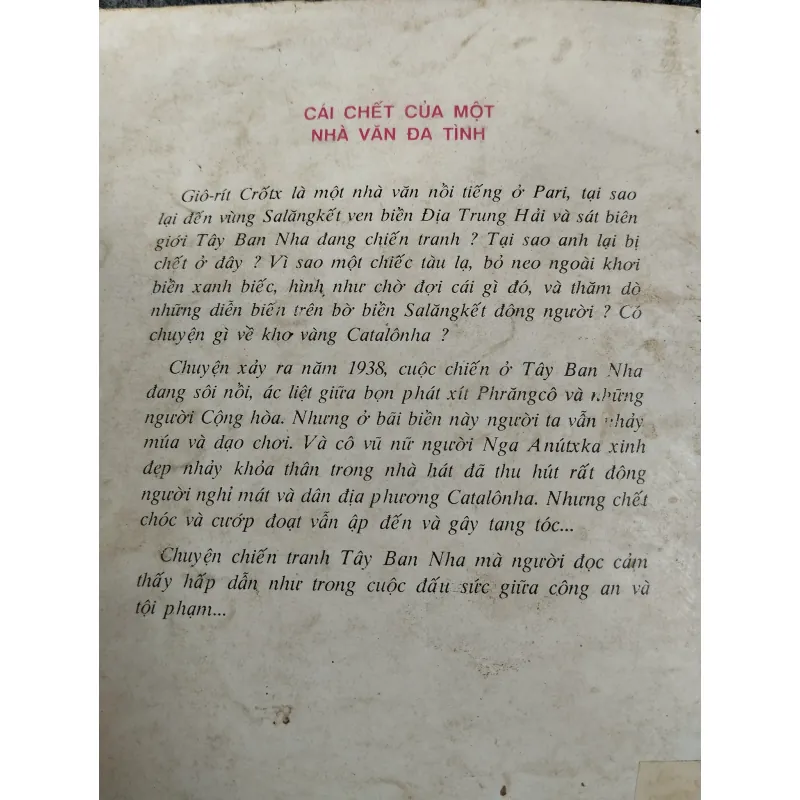 CÁI CHẾT CỦA MỘT
NHÀ VĂN ĐA TÌNH
Giô-rít Crốtx là một nhà văn nồi tiếng ở Pari, tại sao
lại đến vùng Salăngkết ven biền Địa Trung Hải và sát biên
giới Tây Ban Nha đang chiến tranh ? Tại sao anh lại bị
chết ở đây ? Vì sao một chiếc tàu lạ, bỏ neo ngoài khơi
biền xanh biếc, hình như chờ đợi cái gì đó, và thăm dò
những diễn biến trên bờ biền Salăngkết đông người ? Có
chuyện gì về kho vàng Catalônha ?
Chuyện xảy ra năm 1938, cuộc chiến ở Tây Ban Nha
đang sôi nồi, ác liệt giữa bọn phát xít Phrăngcô và những
người Cộng hòa. Nhưng ở bãi biền này người ta vẫn nhảy
múa và dạo chơi. Và cô vũ nữ người Nga Anútxka xinh
đẹp nhảy khỏa thân trong nhà hát đã thu hút rất đông
người nghỉ mát và dân địa phương Catalônha. Nhưng chết
chóc và cướp đoạt vẫn ập đến và gây tang tóc...
Chuyện chiến tranh Tây Ban Nha mà người đọc cảm
thấy hấp dẫn như trong cuộc đấu sức giữa công an và
tội phạm...